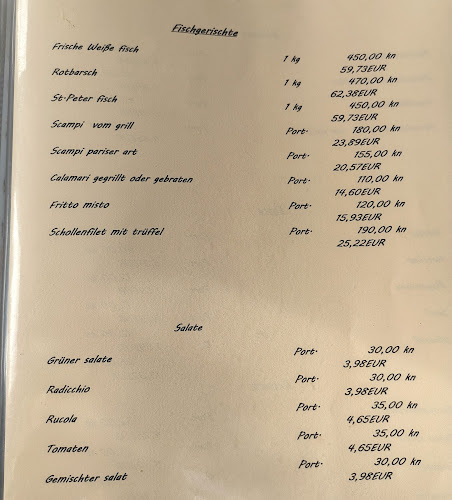 Fischgerischte
Frische Weiße fisch 1 kg 450,00 kn
59,73EUR
Rotbarsch 1 kg 470,00 kn
62,38EUR
St-Peter fisch 1 kg 450,00 kn
59,73EUR
Scampi vom grill Port. 180,00 kn
23,89EUR
Scampi pariser art Port. 155,00 kn
20,57EUR
Calamari gegrillt oder gebraten Port. 110,00 kn
14,60EUR
Fritto misto Port. 120,00 kn
15,93EUR
Schollenfilet mit trüffel Port. 190,00 kn
25,22EUR
Salate
Grüner salate Port. 30,00 kn
3,98EUR
Radicchio Port. 30,00 kn
3,98EUR
Rucola Port. 35,00 kn
4,65EUR
Tomaten Port. 35,00 kn
4,65EUR
Gemischter salat Port. 30,00 kn
3,98EUR